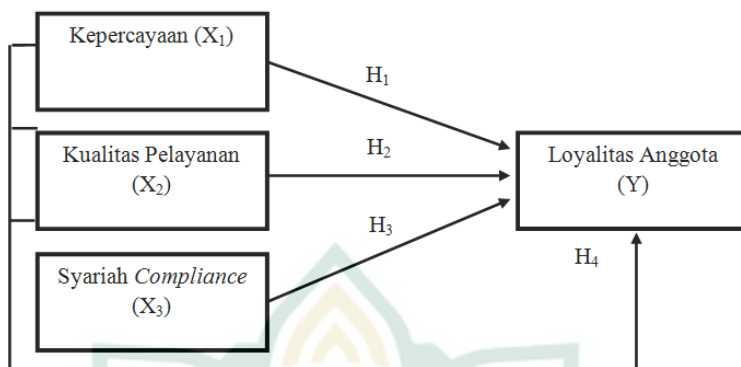 Kepercayaan (X₁)
H₁
Kualitas Pelayanan
(X₂)
H₂
Loyalitas Anggota
(Y)
H₃
Syariah Compliance
(X₃)
H₄